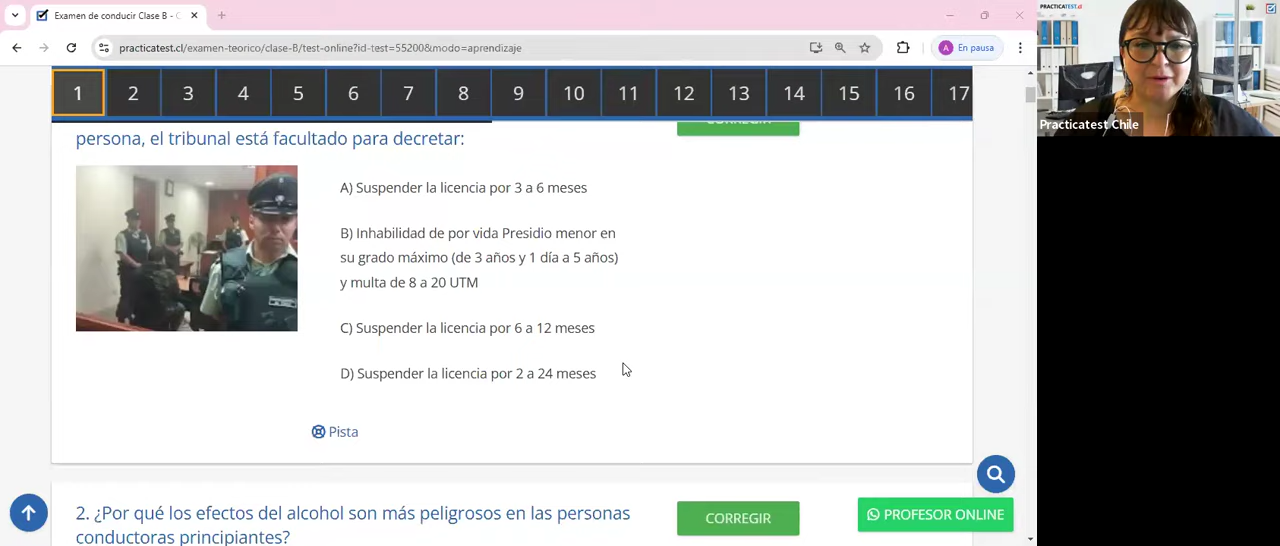 Examen de conducir Clase B - C
practicatest.cl/examen-teorico/clase-B/test-online?id-test=55200&modo=aprendizaje
A
En pausa
PRACTICATEST.cl
1 2 3 4 5 6 7 8 9 10 11 12 13 14 15 16 17
Practicatest Chile
CORREGIR
persona, el tribunal está facultado para decretar:
A) Suspender la licencia por 3 a 6 meses
B) Inhabilidad de por vida Presidio menor en
su grado máximo (de 3 años y 1 día a 5 años)
y multa de 8 a 20 UTM
C) Suspender la licencia por 6 a 12 meses
D) Suspender la licencia por 2 a 24 meses
Pista
2. ¿Por qué los efectos del alcohol son más peligrosos en las personas
conductoras principiantes?
CORREGIR
PROFESOR ONLINE